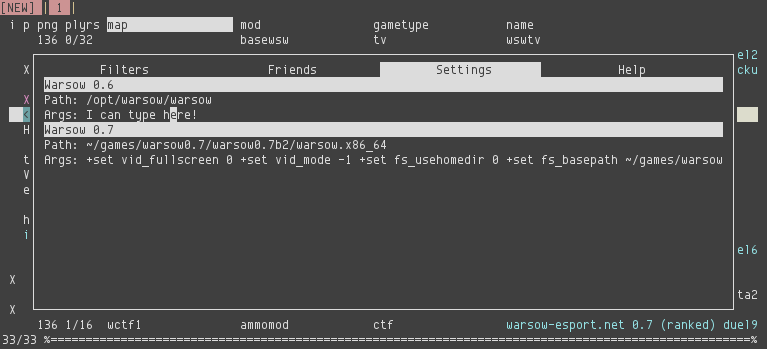 [NEW] | 1 |
i p png plyrs map mod gametype name
136 0/32 basewsw tv wswtv
el2
X Filters Friends Settings Help cku
Warsow 0.6
X Path: /opt/warsow/warsow
< Args: I can type here!
H Warsow 0.7
Path: ~/games/warsow0.7/warsow0.7b2/warsow.x86_64
t Args: +set vid_fullscreen 0 +set vid_mode -1 +set fs_usehomedir 0 +set fs_basepath ~/games/warsow
V
e
h
i
el6
X
ta2
X
136 1/16 wctf1 ammomod ctf warsow-esport.net 0.7 (ranked) duel9
33/33 %==================================================================================================%